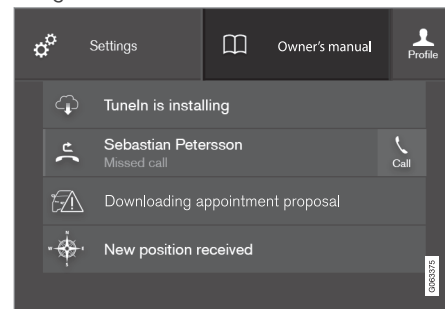 Settings
Owner's manual
Profile
TuneIn is installing
Sebastian Petersson
Missed call
Call
Downloading appointment proposal
New position received
G063375